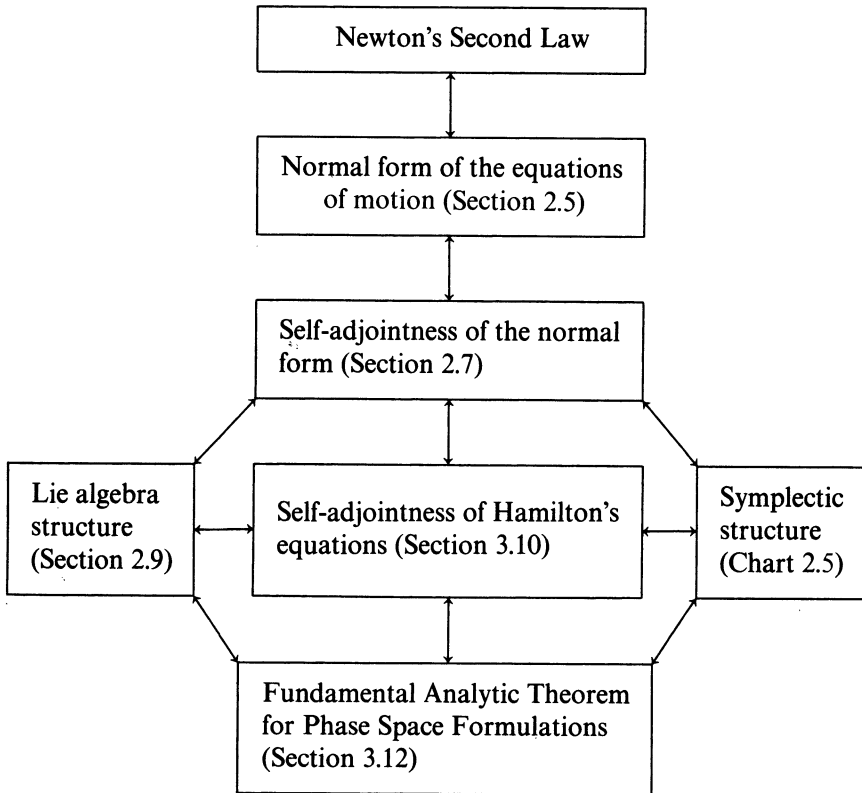 Newton's Second Law
Normal form of the equations
of motion (Section 2.5)
Self-adjointness of the normal
form (Section 2.7)
Lie algebra
structure
(Section 2.9)
Self-adjointness of Hamilton's
equations (Section 3.10)
Symplectic
structure
(Chart 2.5)
Fundamental Analytic Theorem
for Phase Space Formulations
(Section 3.12)